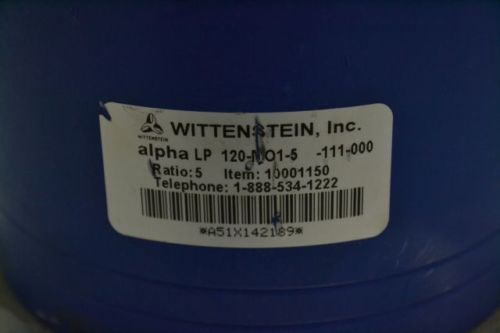 WITTENSTEIN
WITTENSTEIN, Inc.
alpha LP 120-MO1-5 -111-000
Ratio: 5 Item: 10001150
Telephone: 1-888-534-1222
*A51X142189*